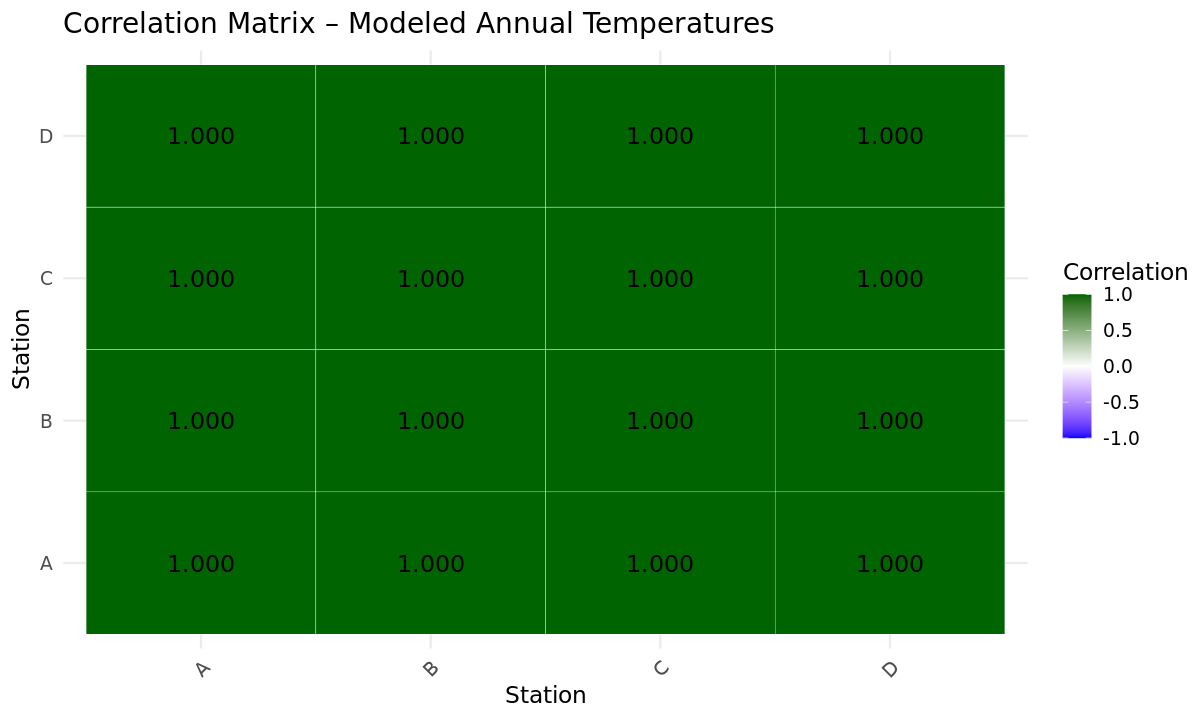 Correlation Matrix – Modeled Annual Temperatures
D
1.000 1.000 1.000 1.000
C
1.000 1.000 1.000 1.000
B
1.000 1.000 1.000 1.000
A
1.000 1.000 1.000 1.000
Station
A B C D
Station
Correlation
1.0
0.5
0.0
-0.5
-1.0